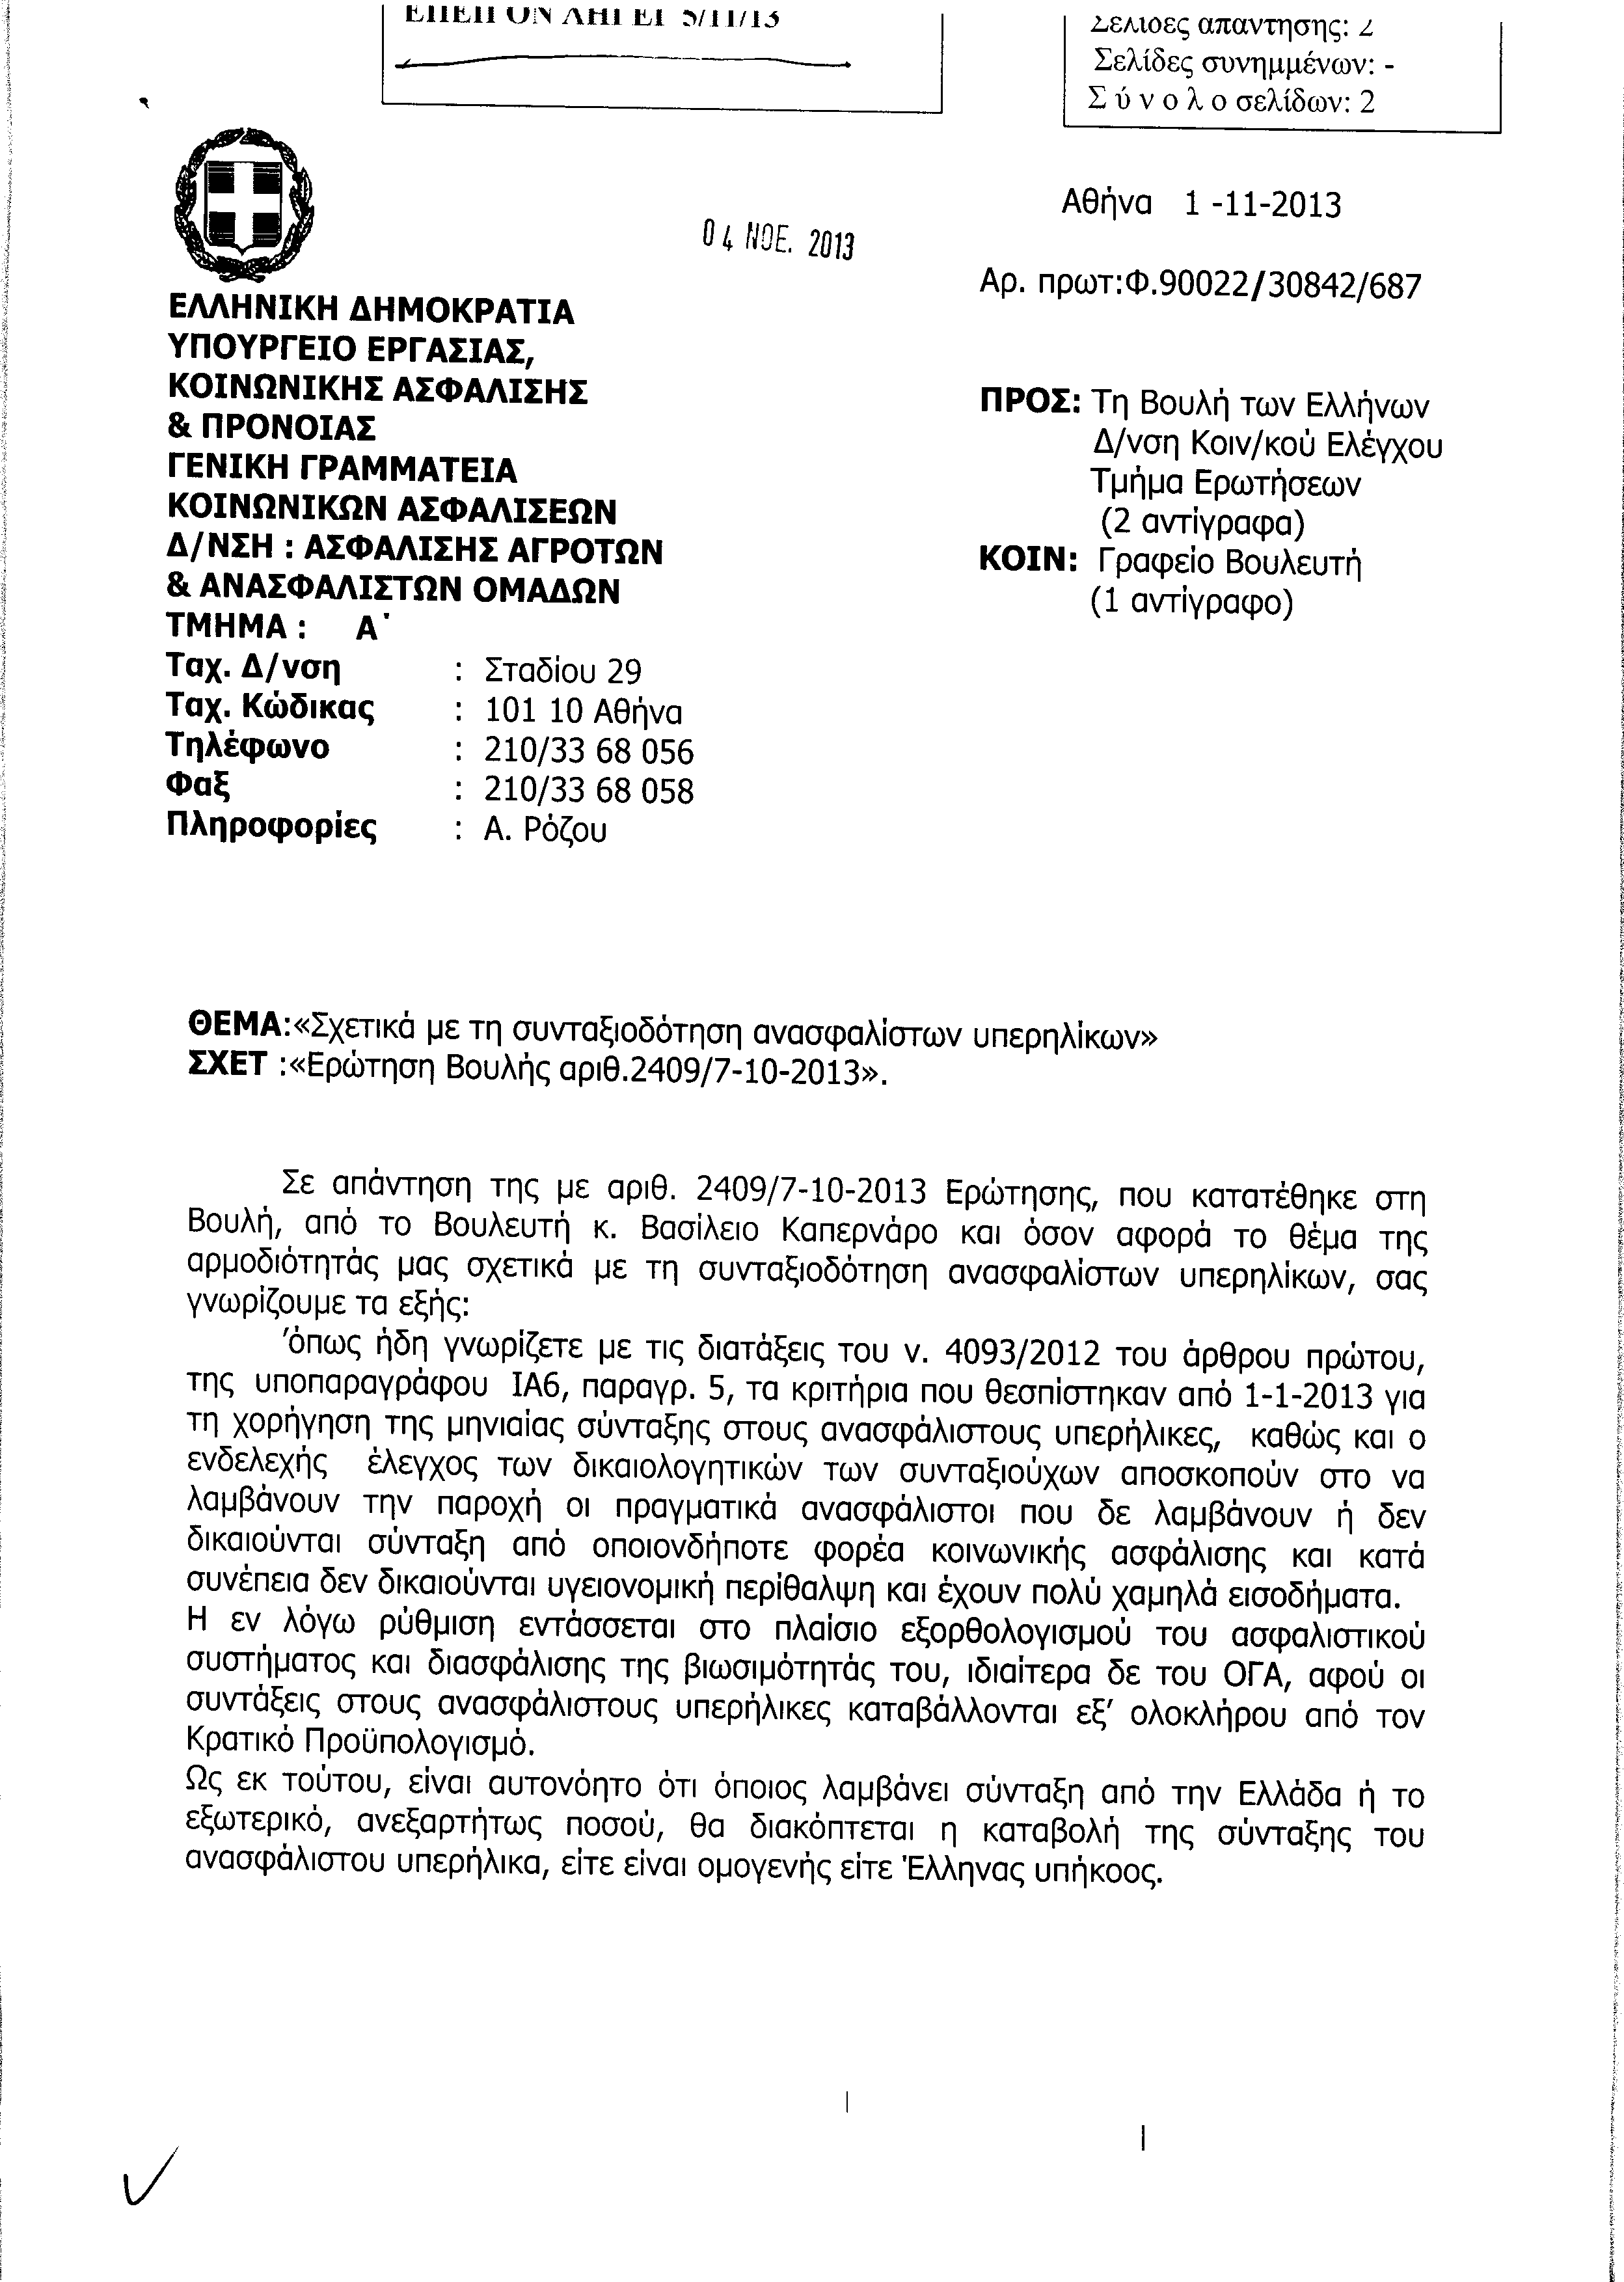 ΕΠΕΙΓΟΝ ΛΗΓΕΙ 5/11/13
Σελίδες απάντησης: 2
Σελίδες συνημμένων: -
Σ ύ ν ο λ ο σελίδων: 2
Αθήνα 1 -11-2013
04 ΝΟΕ. 2013
Αρ. πρωτ:Φ.90022/30842/687
ΕΛΛΗΝΙΚΗ ΔΗΜΟΚΡΑΤΙΑ
ΥΠΟΥΡΓΕΙΟ ΕΡΓΑΣΙΑΣ,
ΚΟΙΝΩΝΙΚΗΣ ΑΣΦΑΛΙΣΗΣ
& ΠΡΟΝΟΙΑΣ
ΓΕΝΙΚΗ ΓΡΑΜΜΑΤΕΙΑ
ΚΟΙΝΩΝΙΚΩΝ ΑΣΦΑΛΙΣΕΩΝ
Δ/ΝΣΗ : ΑΣΦΑΛΙΣΗΣ ΑΓΡΟΤΩΝ
& ΑΝΑΣΦΑΛΙΣΤΩΝ ΟΜΑΔΩΝ
ΤΜΗΜΑ : Α΄
Ταχ. Δ/νση : Σταδίου 29
Ταχ. Κώδικας : 101 10 Αθήνα
Τηλέφωνο : 210/33 68 056
Φαξ : 210/33 68 058
Πληροφορίες : Α. Ρόζου
ΠΡΟΣ: Τη Βουλή των Ελλήνων
Δ/νση Κοιν/κού Ελέγχου
Τμήμα Ερωτήσεων
(2 αντίγραφα)
ΚΟΙΝ: Γραφείο Βουλευτή
(1 αντίγραφο)
ΘΕΜΑ:«Σχετικά με τη συνταξιοδότηση ανασφαλίστων υπερηλίκων»
ΣΧΕΤ :«Ερώτηση Βουλής αριθ.2409/7-10-2013».
Σε απάντηση της με αριθ. 2409/7-10-2013 Ερώτησης, που κατατέθηκε στη
Βουλή, από το Βουλευτή κ. Βασίλειο Καπερνάρο και όσον αφορά το θέμα της
αρμοδιότητάς μας σχετικά με τη συνταξιοδότηση ανασφαλίστων υπερηλίκων, σας
γνωρίζουμε τα εξής:
Όπως ήδη γνωρίζετε με τις διατάξεις του ν. 4093/2012 του άρθρου πρώτου,
της υποπαραγράφου ΙΑ6, παραγρ. 5, τα κριτήρια που θεσπίστηκαν από 1-1-2013 για
τη χορήγηση της μηνιαίας σύνταξης στους ανασφάλιστους υπερήλικες, καθώς και ο
ενδελεχής έλεγχος των δικαιολογητικών των συνταξιούχων αποσκοπούν στο να
λαμβάνουν την παροχή οι πραγματικά ανασφάλιστοι που δε λαμβάνουν ή δεν
δικαιούνται σύνταξη από οποιονδήποτε φορέα κοινωνικής ασφάλισης και κατά
συνέπεια δεν δικαιούνται υγειονομική περίθαλψη και έχουν πολύ χαμηλά εισοδήματα.
Η εν λόγω ρύθμιση εντάσσεται στο πλαίσιο εξορθολογισμού του ασφαλιστικού
συστήματος και διασφάλισης της βιωσιμότητάς του, ιδιαίτερα δε του ΟΓΑ, αφού οι
συντάξεις στους ανασφάλιστους υπερήλικες καταβάλλονται εξ’ ολοκλήρου από τον
Κρατικό Προϋπολογισμό.
Ως εκ τούτου, είναι αυτονόητο ότι όποιος λαμβάνει σύνταξη από την Ελλάδα ή το
εξωτερικό, ανεξαρτήτως ποσού, θα διακόπτεται η καταβολή της σύνταξης του
ανασφάλιστου υπερήλικα, είτε είναι ομογενής είτε Έλληνας υπήκοος.